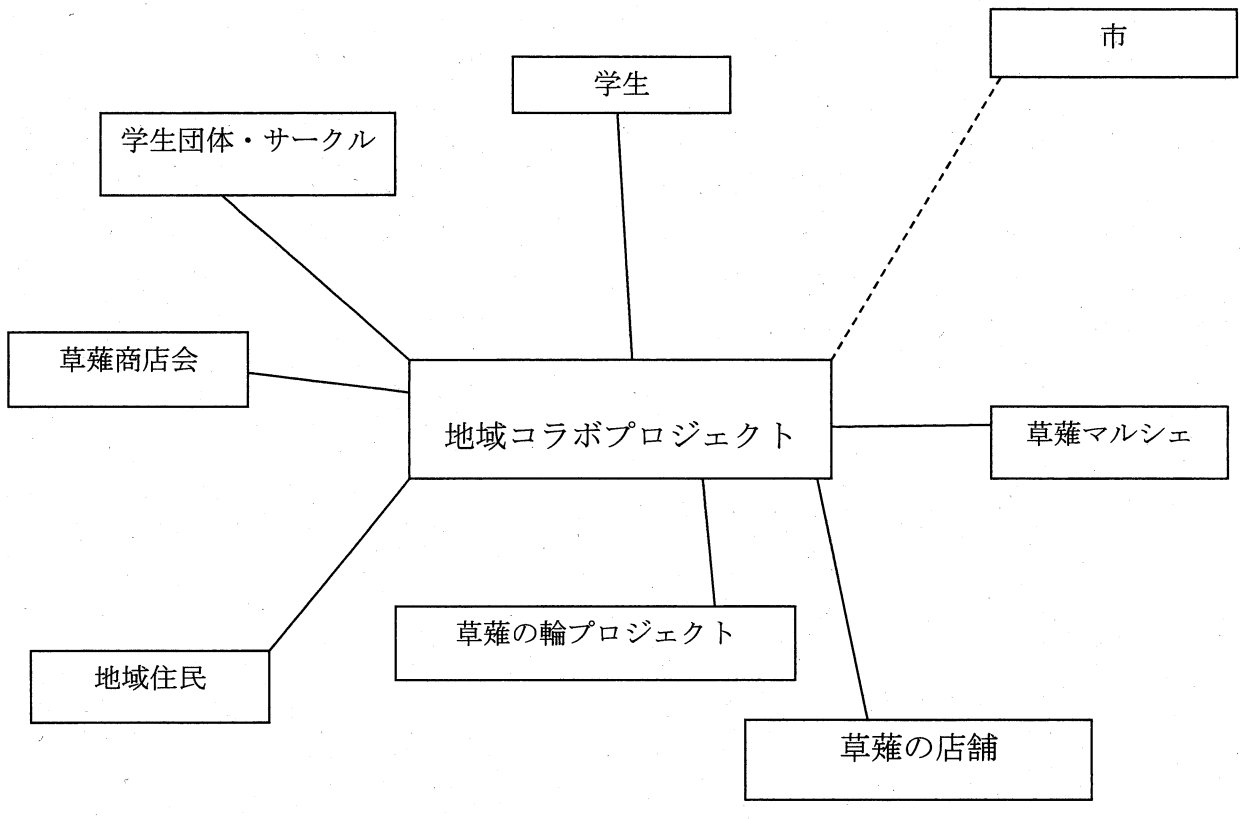 市
学生
学生団体・サークル
草薙商店会
地域コラボプロジェクト
草薙マルシェ
草薙の輪プロジェクト
地域住民
草薙の店舗